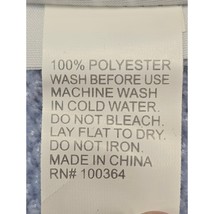 100% POLYESTER
WASH BEFORE USE
MACHINE WASH
IN COLD WATER.
DO NOT BLEACH.
LAY FLAT TO DRY.
DO NOT IRON.
MADE IN CHINA
RN# 100364